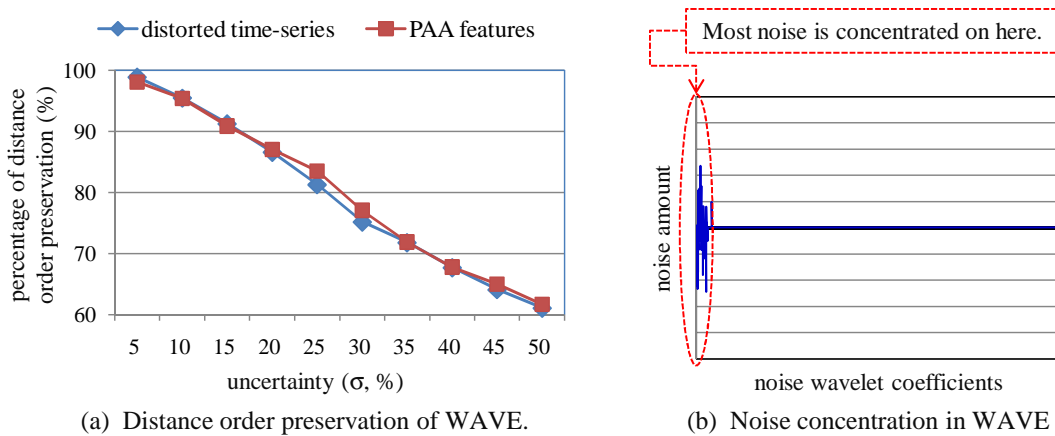 distorted time-series
PAA features
percentage of distance
order preservation (%)
100
90
80
70
60
5 10 15 20 25 30 35 40 45 50
uncertainty (σ, %)
(a) Distance order preservation of WAVE.
Most noise is concentrated on here.
noise amount
noise wavelet coefficients
(b) Noise concentration in WAVE